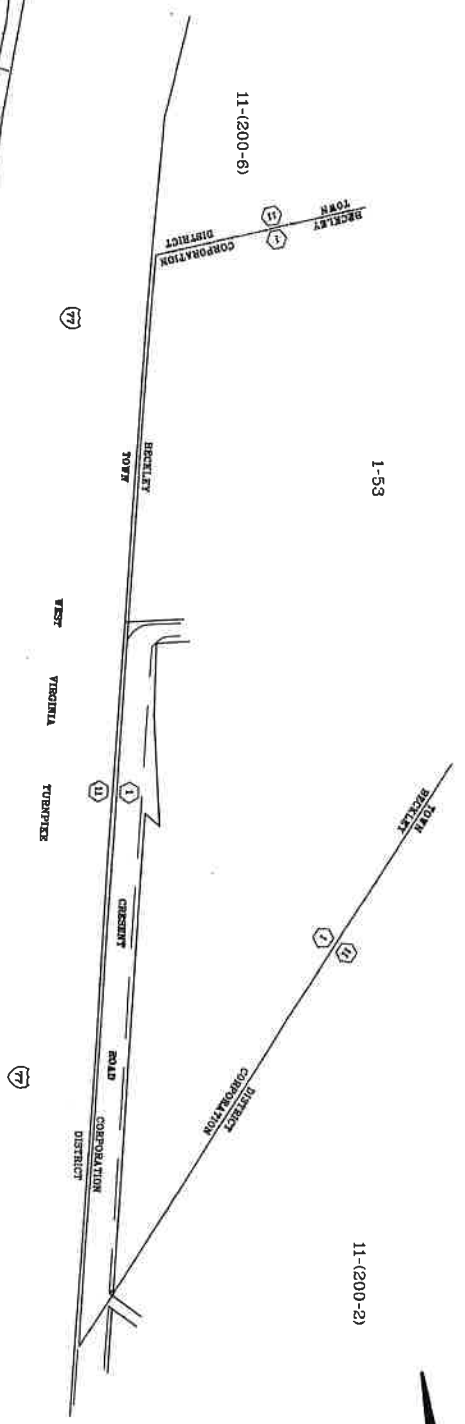 11-(200-6)
BECKLEY
TOWN
11
1
CORPORATION
DISTRICT
1-53
77
BECKLEY
TOWN
WEST VIRGINIA TURNPIKE
1
11
CRESENT ROAD
CORPORATION
DISTRICT
TOWN
BECKLEY
11
1
DISTRICT
CORPORATION
77
11-(200-2)